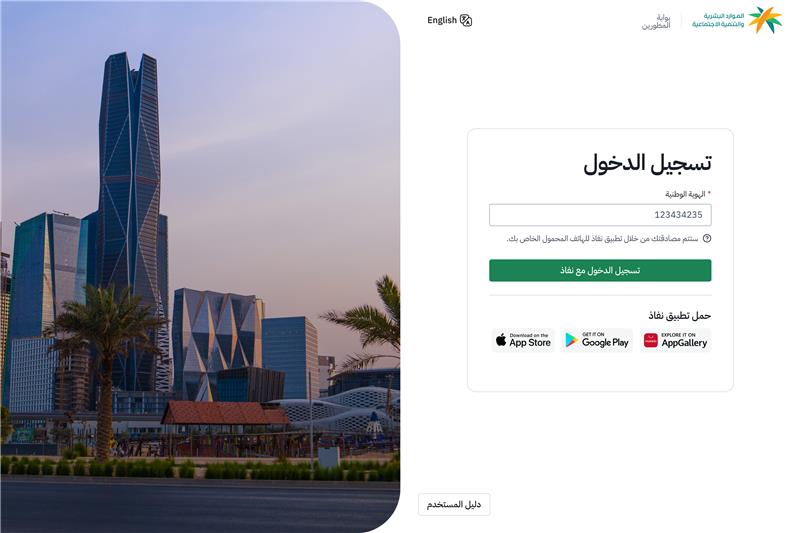 English
بوابة
المطورين
الموارد البشرية
والتنمية الاجتماعية
تسجيل الدخول
* الهوية الوطنية
123434235
ستتم مصادقتك من خلال تطبيق نفاذ للهاتف المحمول الخاص بك.
تسجيل الدخول مع نفاذ
حمل تطبيق نفاذ
Download on the
App Store
GET IT ON
Google Play
EXPLORE IT ON
AppGallery
دليل المستخدم